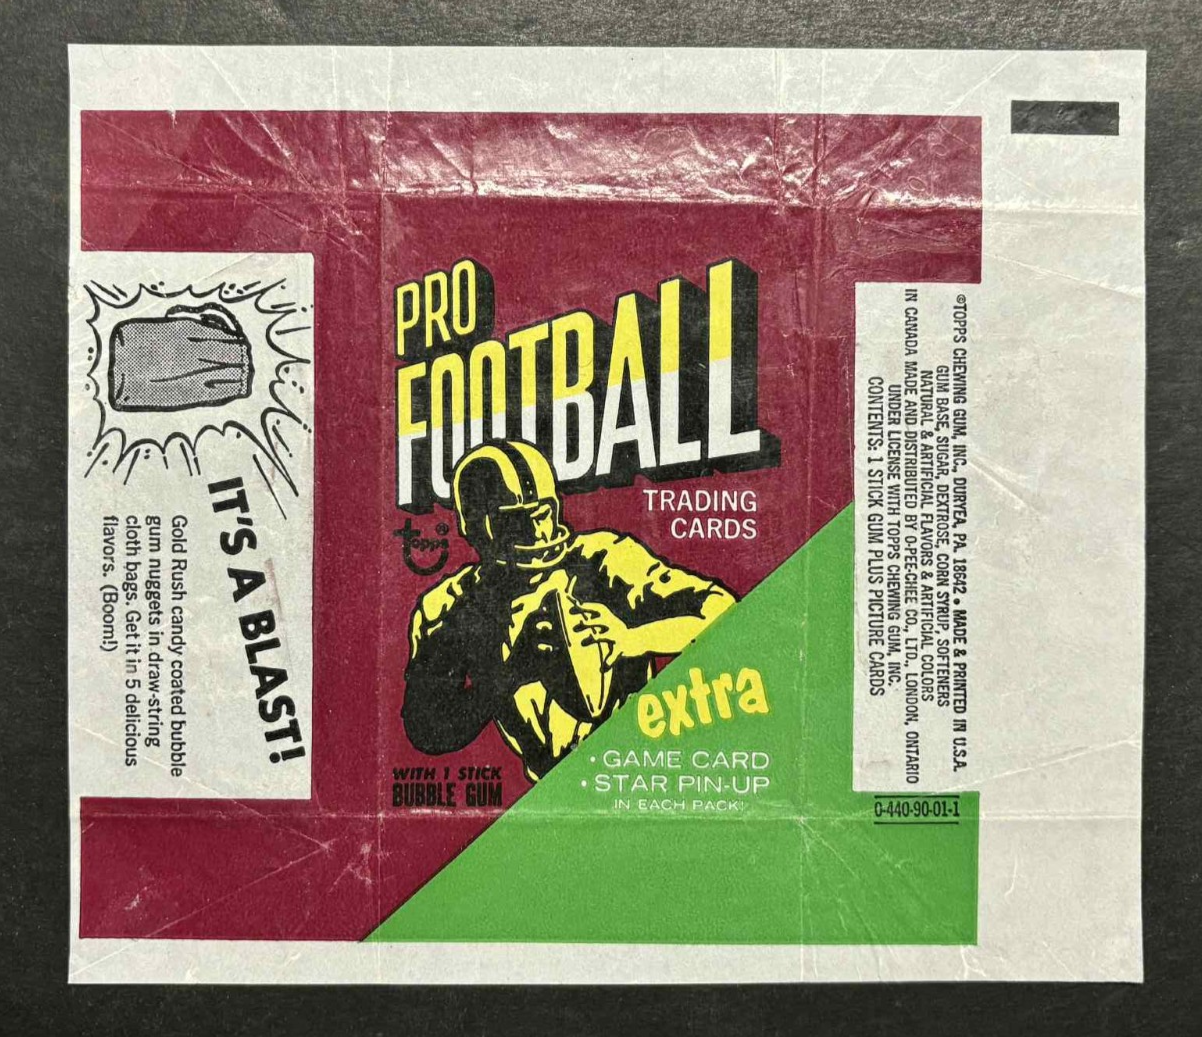 PRO
FOOTBALL
TRADING
CARDS
topps®
extra
• GAME CARD
• STAR PIN-UP
IN EACH PACK!
WITH 1 STICK
BUBBLE GUM
IT'S A BLAST!
Gold Rush candy coated bubble
gum nuggets in draw-string
cloth bags. Get it in 5 delicious
flavors. (Boom!)
©TOPPS CHEWING GUM, INC., DURYEA, PA. 18642 • MADE & PRINTED IN U.S.A.
GUM BASE, SUGAR, DEXTROSE, CORN SYRUP, SOFTENERS
NATURAL & ARTIFICIAL FLAVORS & ARTIFICIAL COLORS
IN CANADA MADE AND DISTRIBUTED BY O-PEE-CHEE CO., LTD., LONDON, ONTARIO
UNDER LICENSE WITH TOPPS CHEWING GUM, INC.
CONTENTS: 1 STICK GUM PLUS PICTURE CARDS
0-440-90-01-1